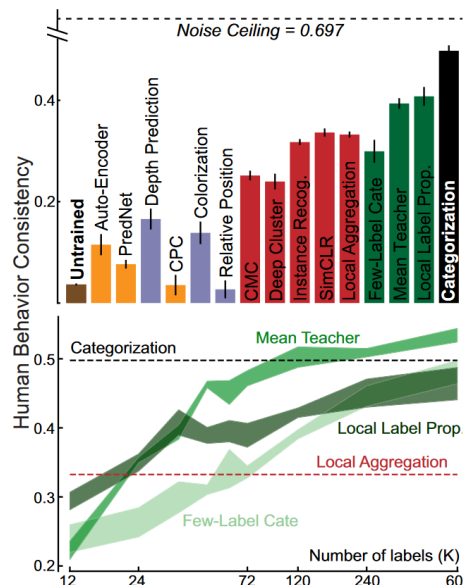 Noise Ceiling = 0.697
0.4
0.2
Human Behavior Consistency
Untrained
Auto-Encoder
PredNet
Depth Prediction
CPC
Colorization
Relative Position
CMC
Deep Cluster
Instance Recog.
SimCLR
Local Aggregation
Few-Label Cate
Mean Teacher
Local Label Prop.
Categorization
Mean Teacher
Categorization
0.5
0.4
Local Label Prop.
Local Aggregation
0.3
Few-Label Cate
Number of labels (K)
0.2
12 24 72 120 240 60